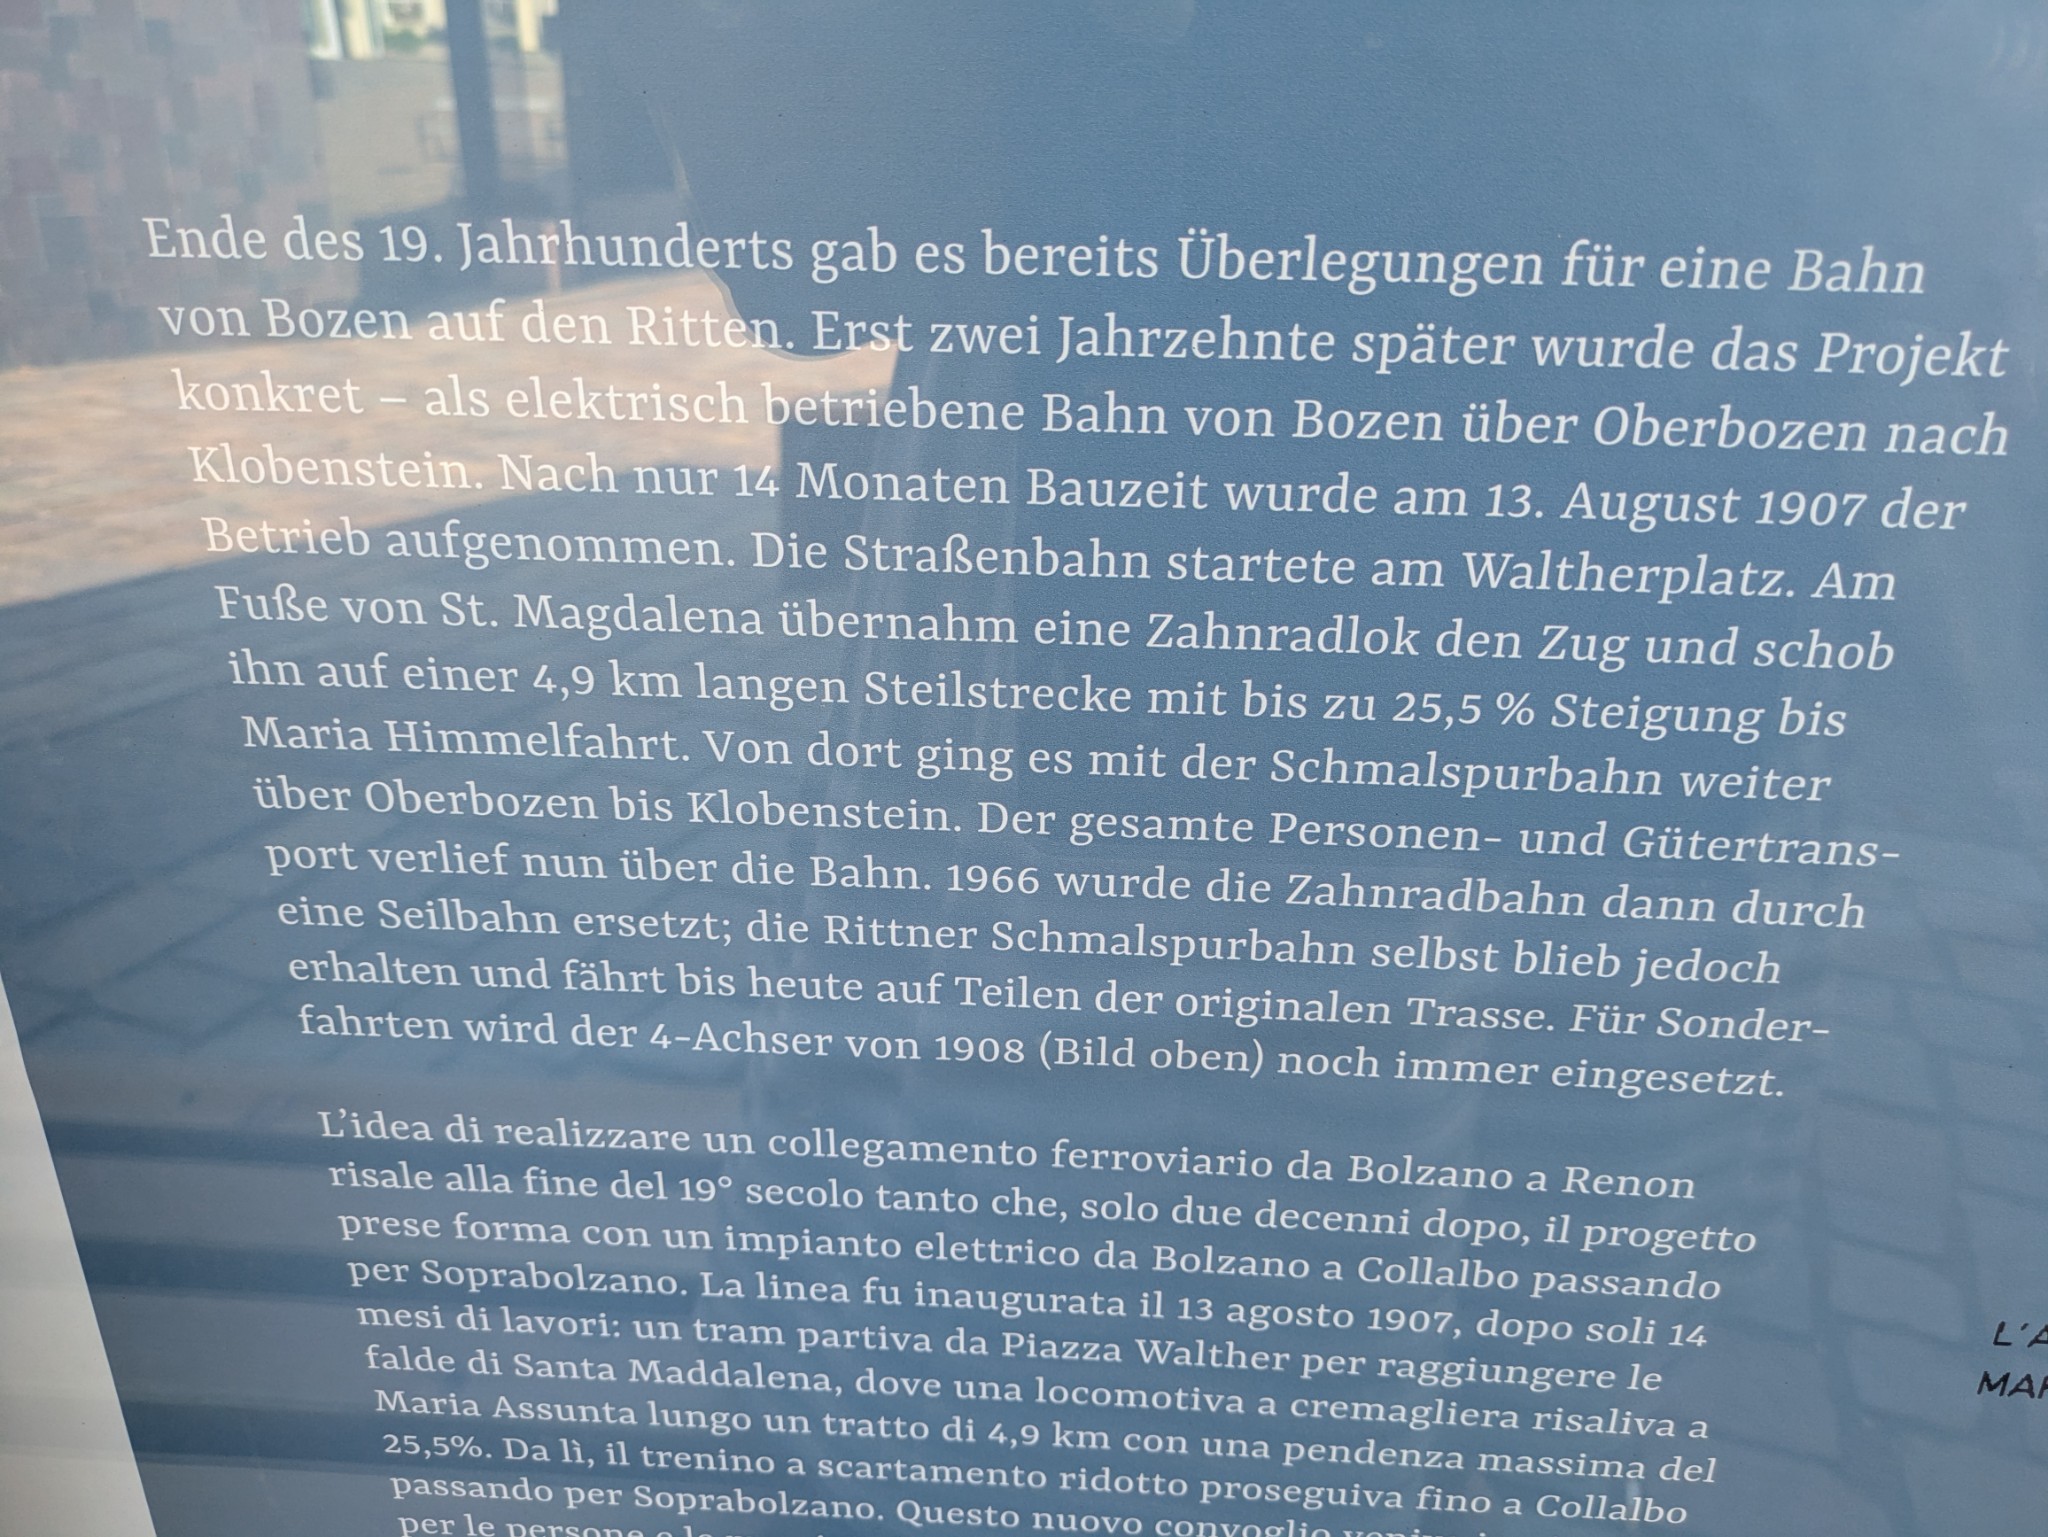 Ende des 19. Jahrhunderts gab es bereits Überlegungen für eine Bahn
von Bozen auf den Ritten. Erst zwei Jahrzehnte später wurde das Projekt
konkret – als elektrisch betriebene Bahn von Bozen über Oberbozen nach
Klobenstein. Nach nur 14 Monaten Bauzeit wurde am 13. August 1907 der
Betrieb aufgenommen. Die Straßenbahn startete am Waltherplatz. Am
Fuße von St. Magdalena übernahm eine Zahnradlok den Zug und schob
ihn auf einer 4,9 km langen Steilstrecke mit bis zu 25,5 % Steigung bis
Maria Himmelfahrt. Von dort ging es mit der Schmalspurbahn weiter
über Oberbozen bis Klobenstein. Der gesamte Personen- und Gütertrans-
port verlief nun über die Bahn. 1966 wurde die Zahnradbahn dann durch
eine Seilbahn ersetzt; die Rittner Schmalspurbahn selbst blieb jedoch
erhalten und fährt bis heute auf Teilen der originalen Trasse. Für Sonder-
fahrten wird der 4-Achser von 1908 (Bild oben) noch immer eingesetzt.
L’idea di realizzare un collegamento ferroviario da Bolzano a Renon
risale alla fine del 19° secolo tanto che, solo due decenni dopo, il progetto
prese forma con un impianto elettrico da Bolzano a Collalbo passando
per Soprabolzano. La linea fu inaugurata il 13 agosto 1907, dopo soli 14
mesi di lavori: un tram partiva da Piazza Walther per raggiungere le
falde di Santa Maddalena, dove una locomotiva a cremagliera risaliva a
Maria Assunta lungo un tratto di 4,9 km con una pendenza massima del
25,5%. Da lì, il trenino a scartamento ridotto proseguiva fino a Collalbo
passando per Soprabolzano. Questo nuovo convoglio
per le persone
L'A
MAR